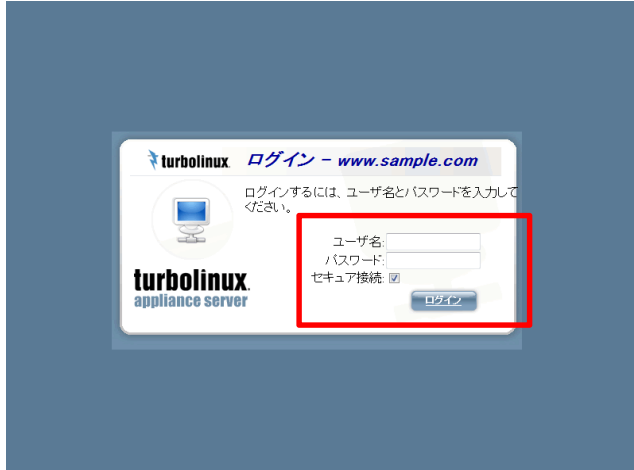 turbolinux. ログイン - www.sample.com
ログインするには、ユーザ名とパスワードを入力して
ください。
ユーザ名:
パスワード:
セキュア接続:
ログイン
turbolinux.
appliance server